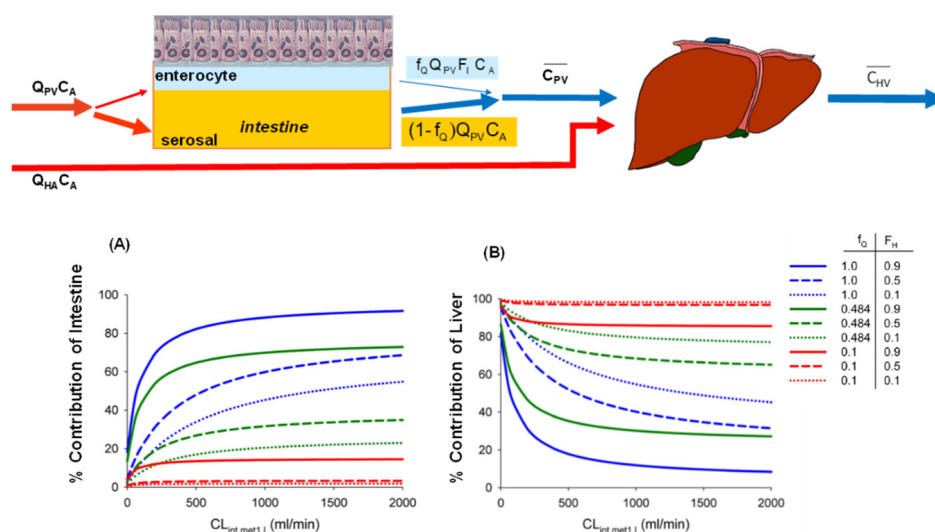 enterocyte
Q_PV C_A
f_Q Q_PV F_I C_A
C̅_PV
C̅_HV
intestine
serosal
(1-f_Q)Q_PV C_A
Q_HA C_A
(A)
(B)
f_Q F_H
1.0 0.9
1.0 0.5
1.0 0.1
0.484 0.9
0.484 0.5
0.484 0.1
0.1 0.9
0.1 0.5
0.1 0.1
% Contribution of Intestine
100
80
60
40
20
0
0 500 1000 1500 2000
CL_int,met1,I (ml/min)
% Contribution of Liver
100
80
60
40
20
0
0 500 1000 1500 2000
CL_int,met1,I (ml/min)